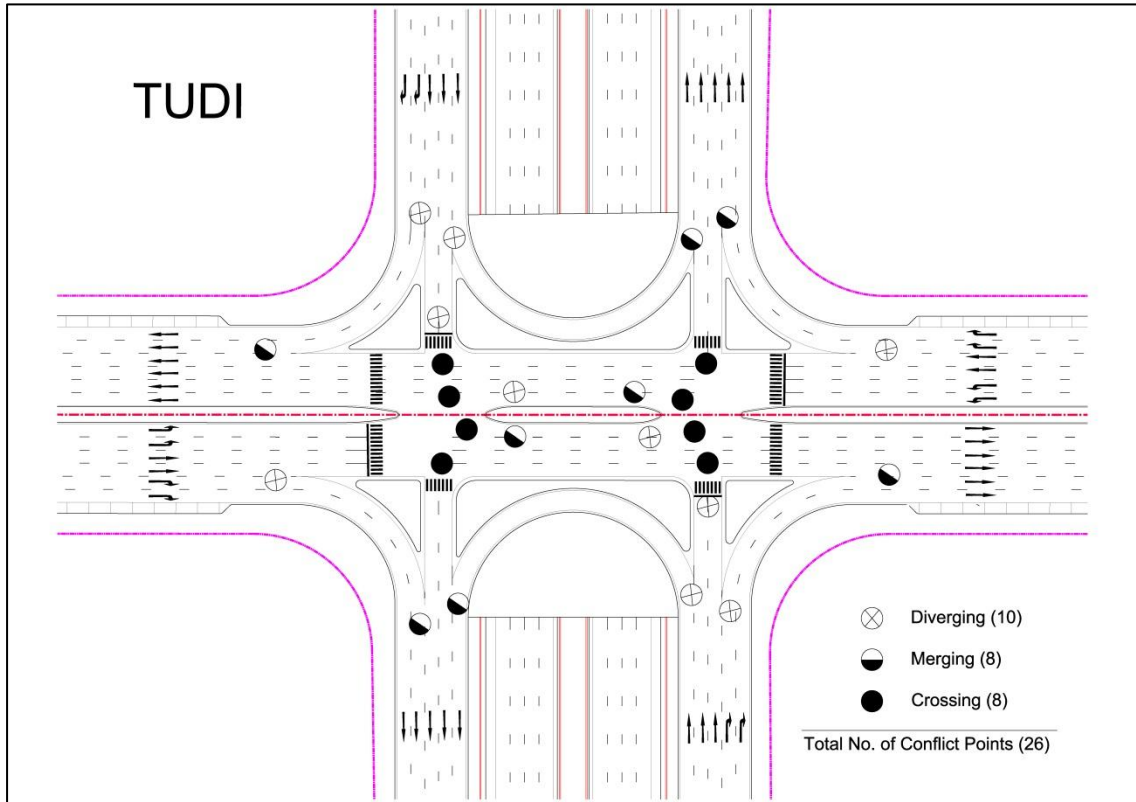 TUDI
Diverging (10)
Merging (8)
Crossing (8)
Total No. of Conflict Points (26)